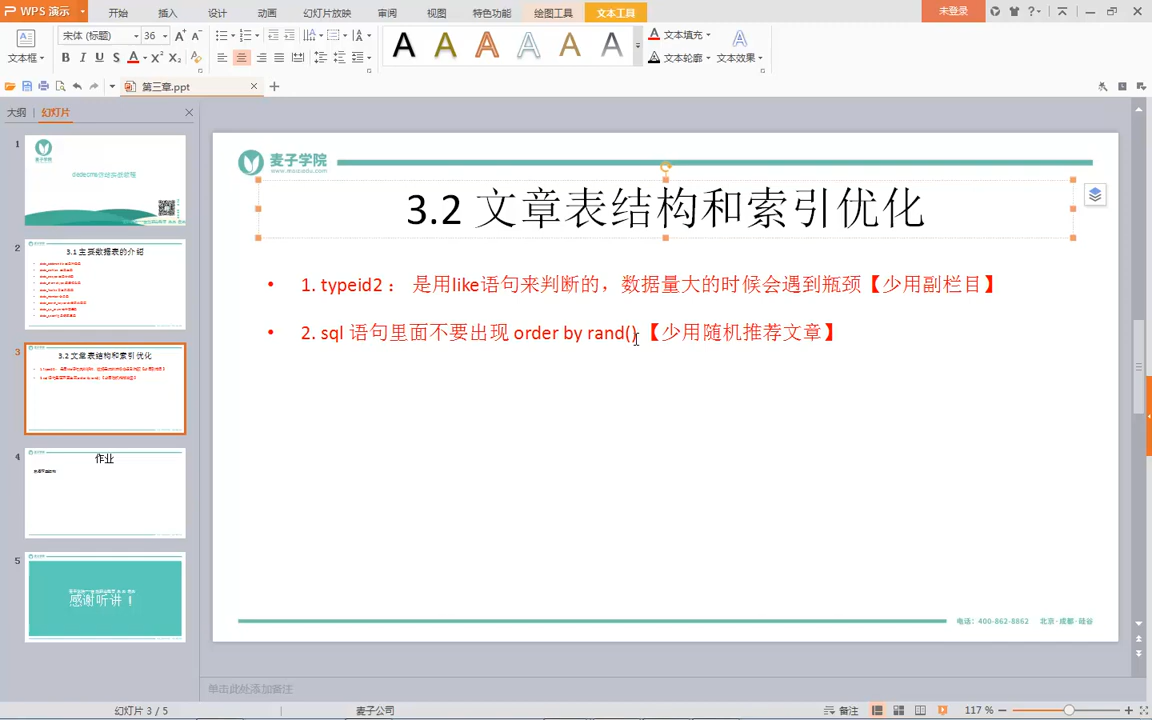 WPS 演示
开始
插入
设计
动画
幻灯片放映
审阅
视图
特色功能
绘图工具
文本工具
未登录
宋体 (标题)
36
文本框
文本填充
文本轮廓
文本效果
第三章.ppt
大纲
幻灯片
1
麦子学院
2
3.1 主要数据表的介绍
3
3.2 文章表结构和索引优化
4
作业
5
感谢听讲！
麦子学院
www.maiziedu.com
3.2 文章表结构和索引优化
• 1. typeid2 ： 是用like语句来判断的，数据量大的时候会遇到瓶颈【少用副栏目】
• 2. sql 语句里面不要出现 order by rand() 【少用随机推荐文章】
电话：400-862-8862 北京·成都·硅谷
单击此处添加备注
幻灯片 3 / 5
麦子公司
备注
117 %